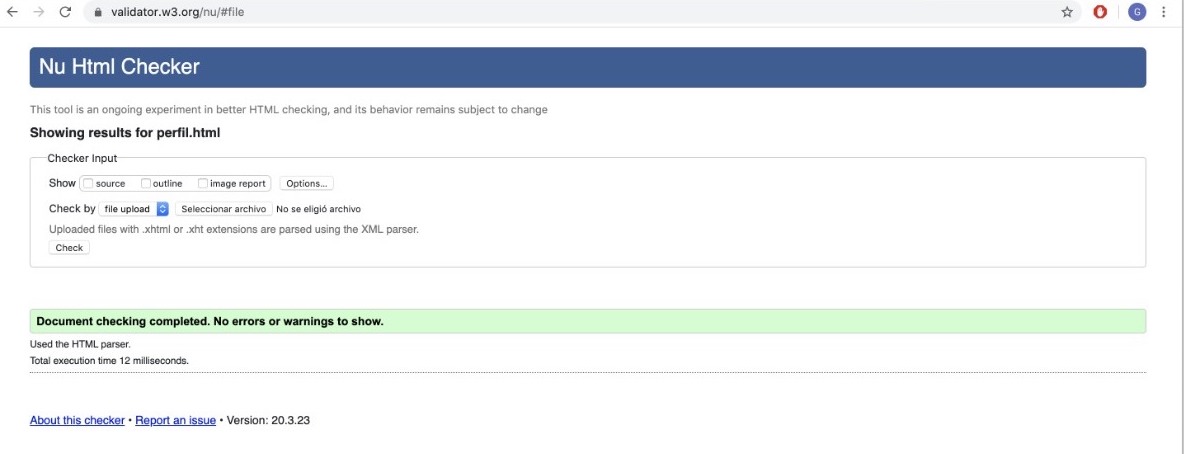 validator.w3.org/nu/#file
G
Nu Html Checker
This tool is an ongoing experiment in better HTML checking, and its behavior remains subject to change
Showing results for perfil.html
Checker Input
Show source outline image report Options...
Check by file upload Seleccionar archivo No se eligió archivo
Uploaded files with .xhtml or .xht extensions are parsed using the XML parser.
Check
Document checking completed. No errors or warnings to show.
Used the HTML parser.
Total execution time 12 milliseconds.
About this checker • Report an issue • Version: 20.3.23